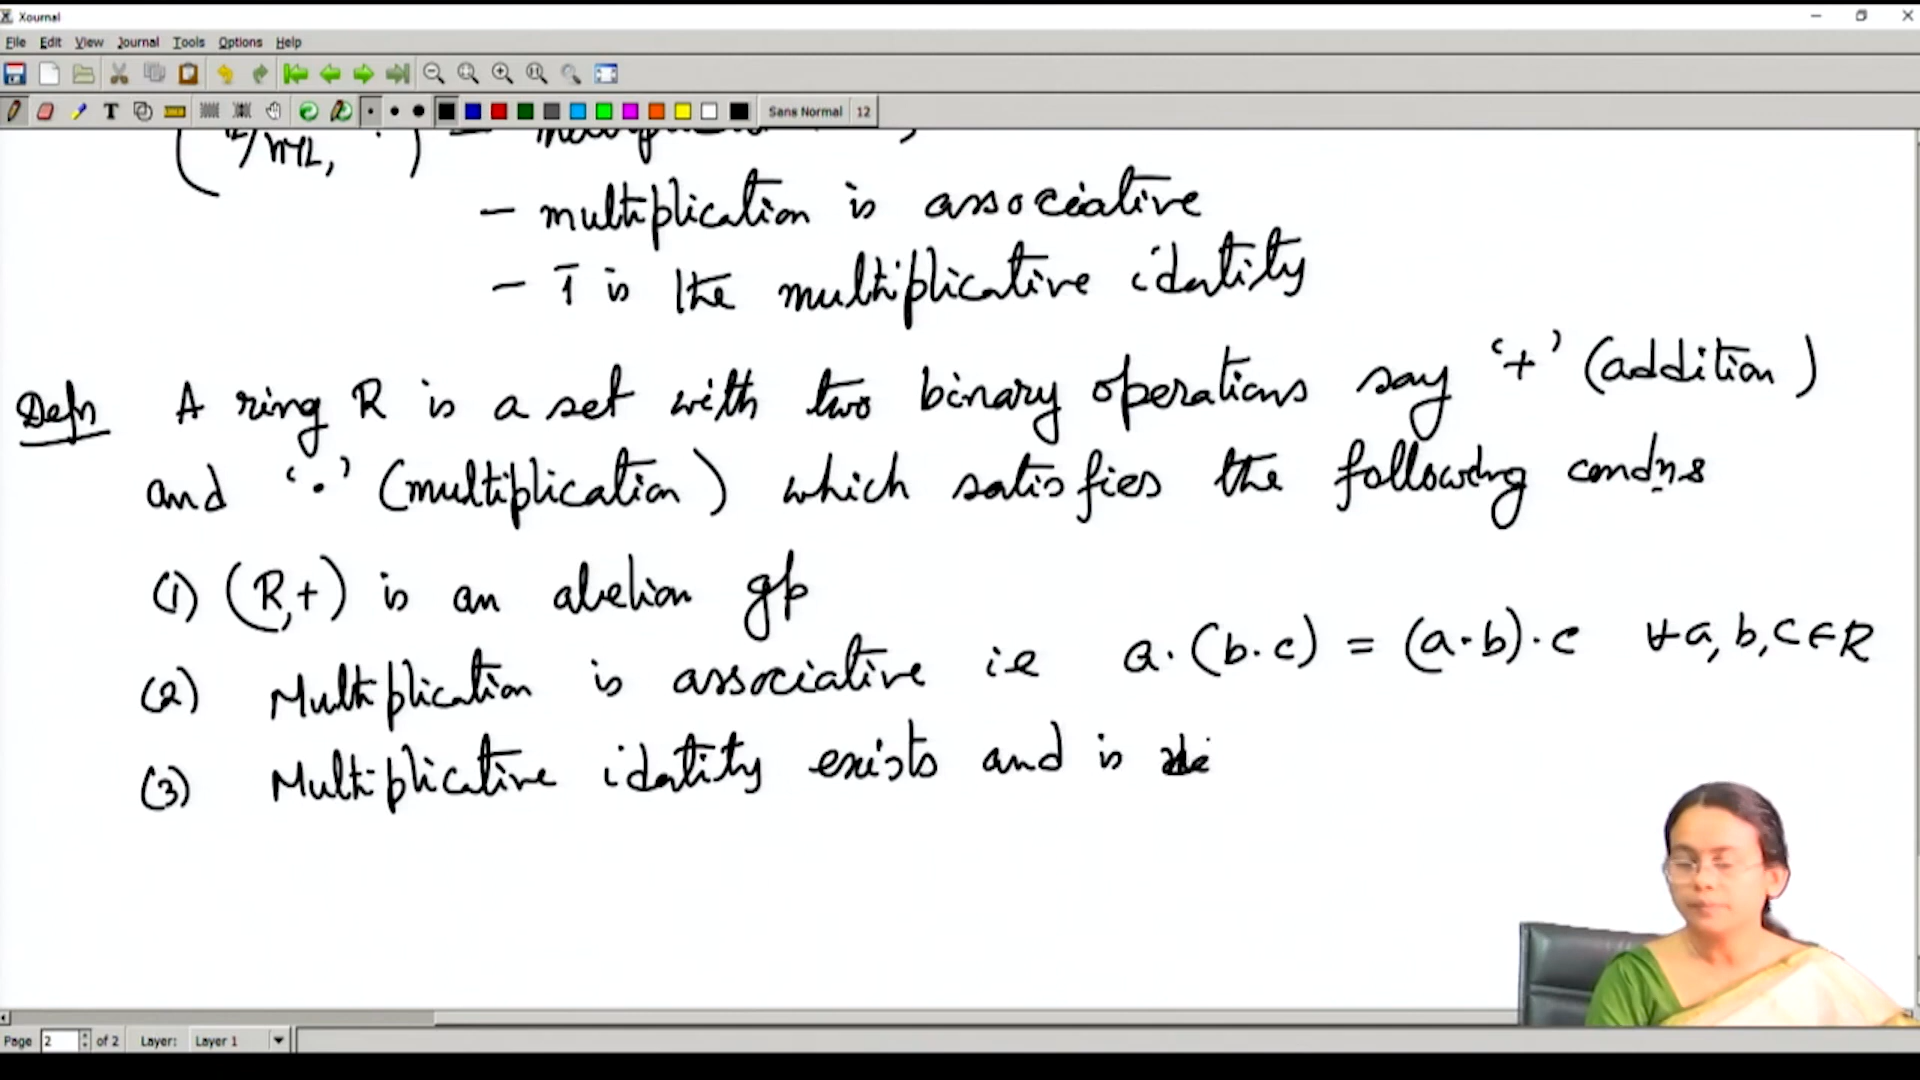 Xournal
File Edit View Journal Tools Options Help
Sans Normal 12
- multiplication is associative
- 1̄ is the multiplicative identity
Defn A ring R is a set with two binary operations say '+' (addition)
and '·' (multiplication) which satisfies the following condns
(1) (R,+) is an abelian gp
(2) Multiplication is associative ie a·(b·c) = (a·b)·c ∀ a, b, c ∈ R
(3) Multiplicative identity exists and is
Page 2 of 2 Layer: Layer 1